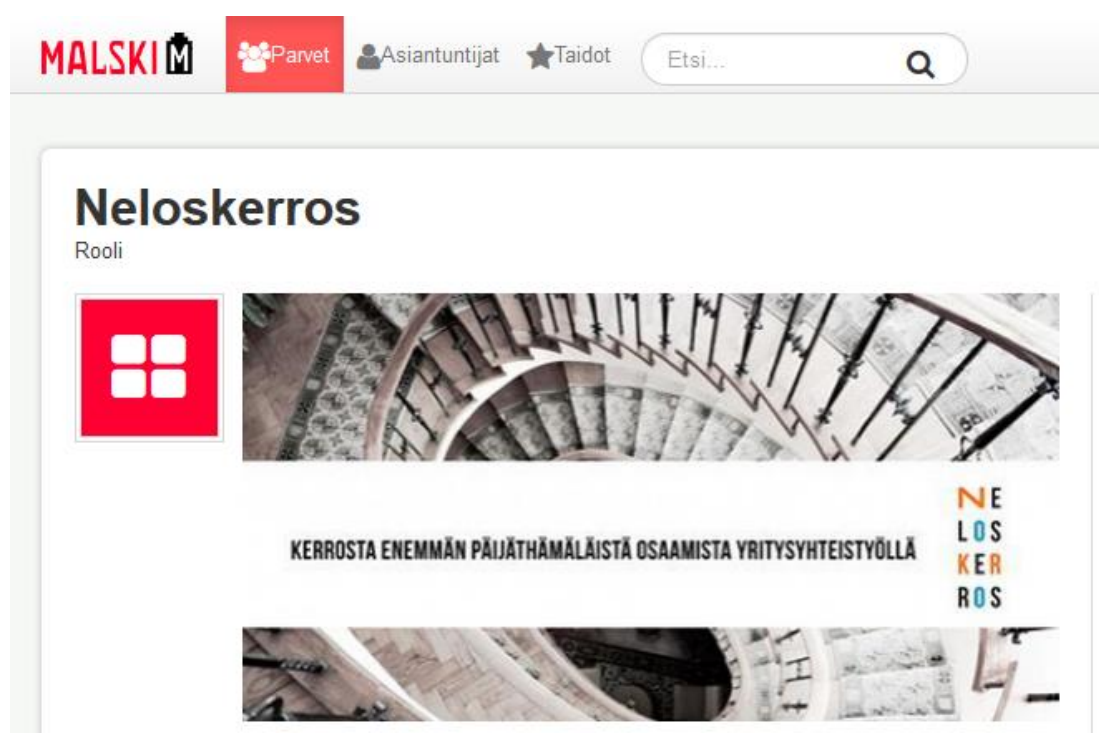 MALSKI M Parvet Asiantuntijat Taidot Etsi...
Neloskerros
Rooli
KERROSTA ENEMMÄN PÄIJÄTHÄMÄLÄISTÄ OSAAMISTA YRITYSYHTEISTYÖLLÄ
NE
LOS
KER
ROS